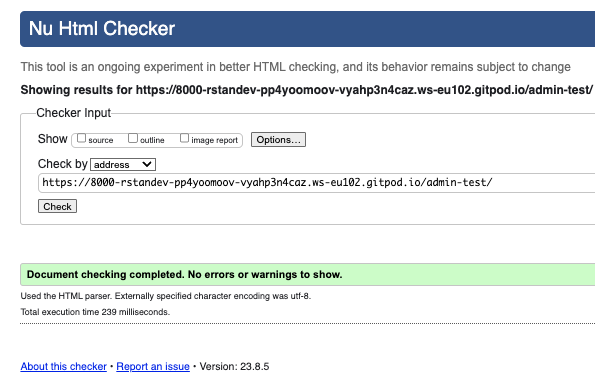 Nu Html Checker
This tool is an ongoing experiment in better HTML checking, and its behavior remains subject to change
Showing results for https://8000-rstandev-pp4yoomoov-vyahp3n4caz.ws-eu102.gitpod.io/admin-test/
Checker Input
Show source outline image report Options...
Check by address
https://8000-rstandev-pp4yoomoov-vyahp3n4caz.ws-eu102.gitpod.io/admin-test/
Check
Document checking completed. No errors or warnings to show.
Used the HTML parser. Externally specified character encoding was utf-8.
Total execution time 239 milliseconds.
About this checker • Report an issue • Version: 23.8.5